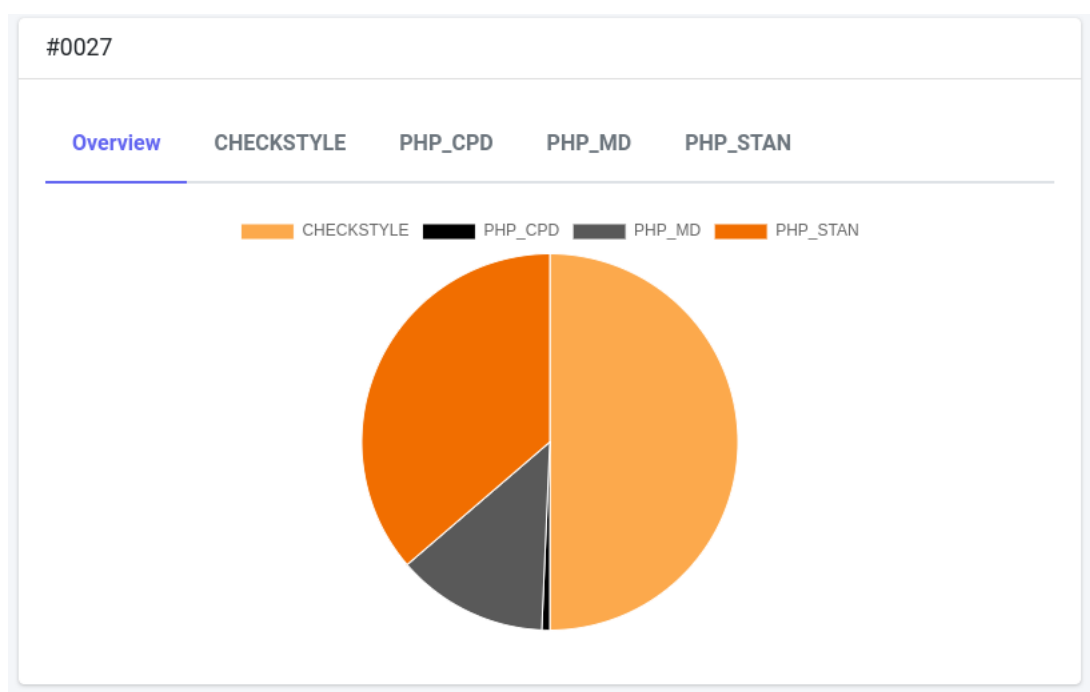 #0027
Overview CHECKSTYLE PHP_CPD PHP_MD PHP_STAN
CHECKSTYLE PHP_CPD PHP_MD PHP_STAN